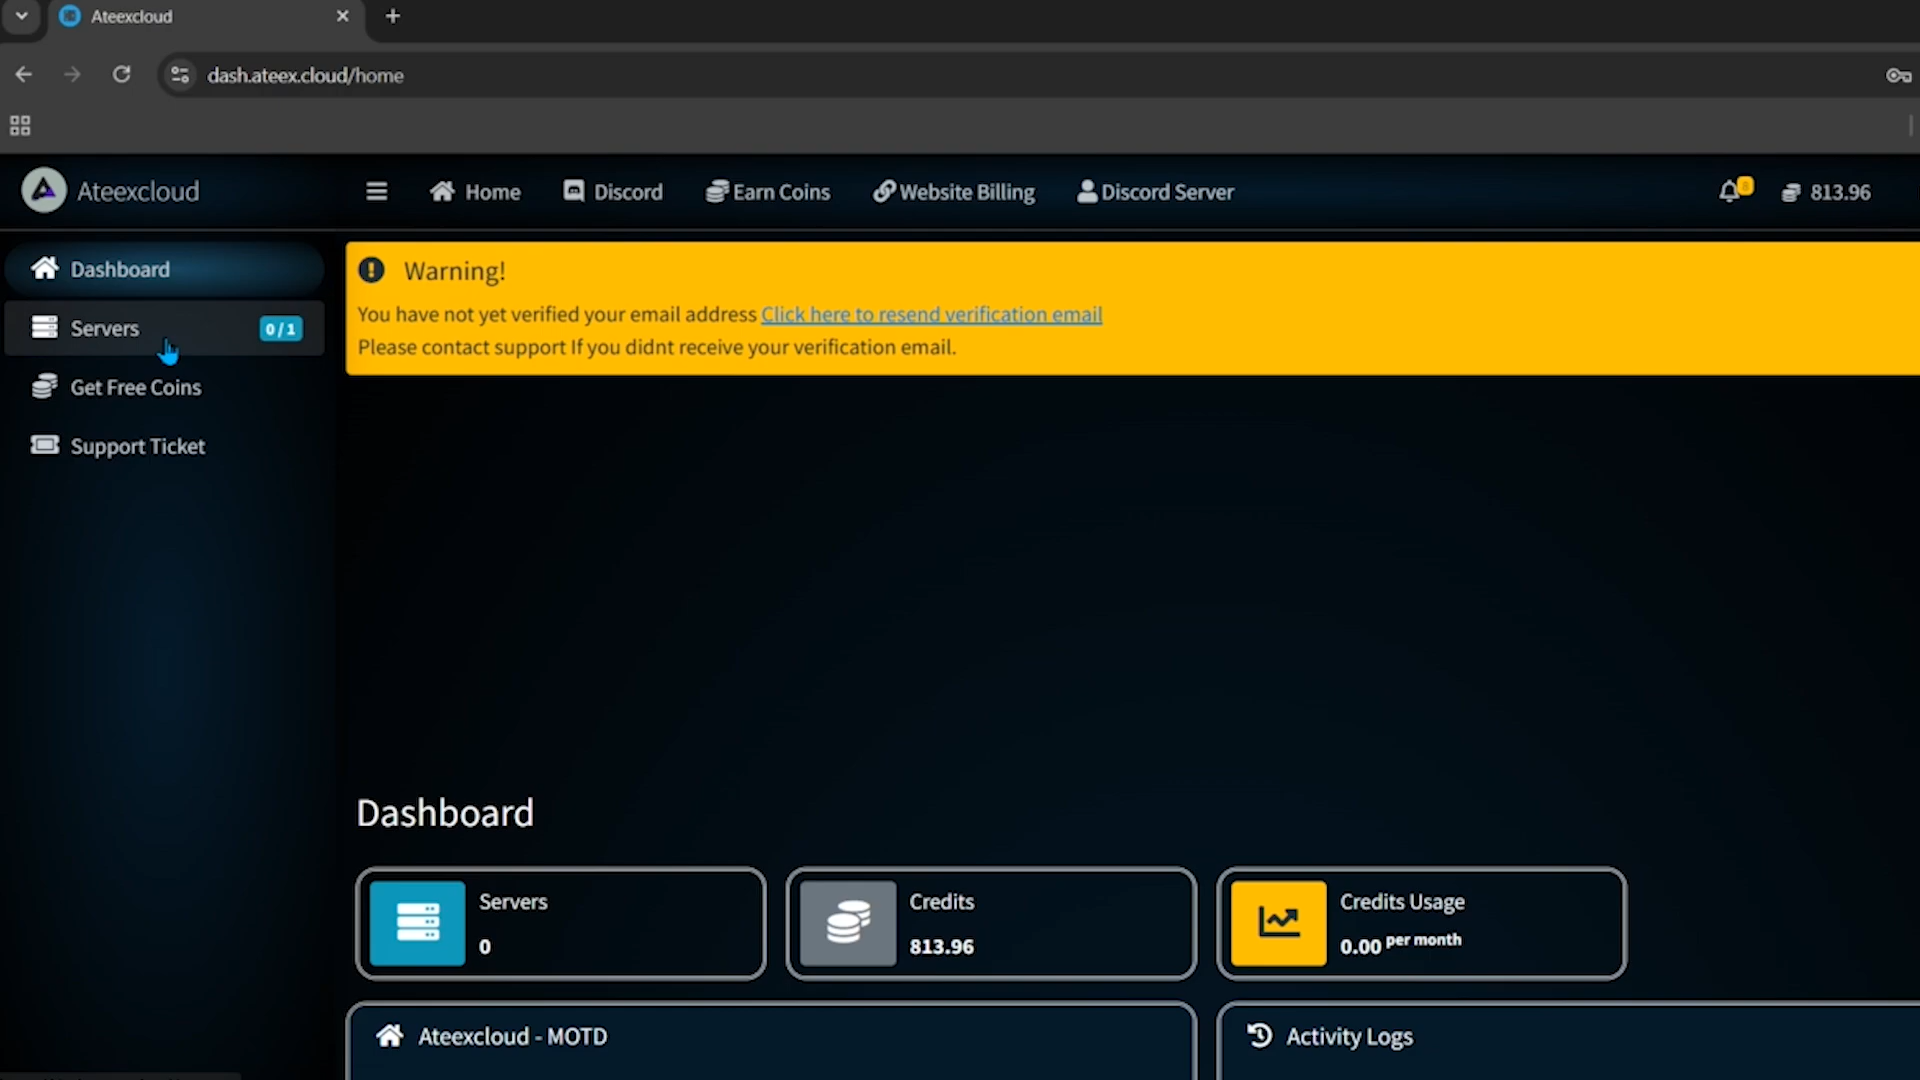 Ateexcloud
dash.ateex.cloud/home
Ateexcloud
Home
Discord
Earn Coins
Website Billing
Discord Server
8
813.96
Dashboard
Servers
0 / 1
Get Free Coins
Support Ticket
Warning!
You have not yet verified your email address Click here to resend verification email
Please contact support If you didnt receive your verification email.
Dashboard
Servers
0
Credits
813.96
Credits Usage
0.00 per month
Ateexcloud - MOTD
Activity Logs